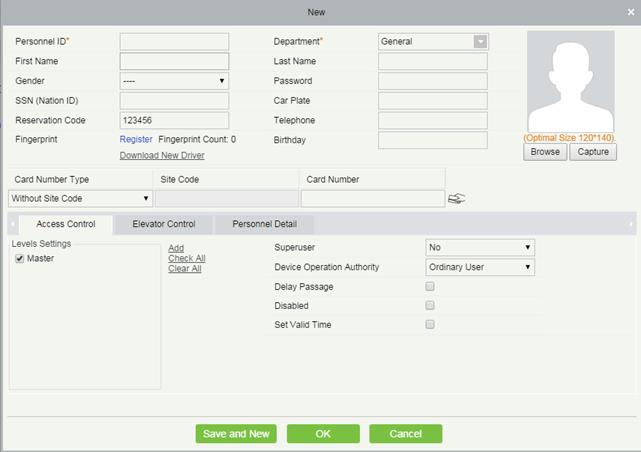 New ×
Personnel ID* Department* General
First Name Last Name
Gender ---- Password
SSN (Nation ID) Car Plate
Reservation Code 123456 Telephone
Fingerprint Register Fingerprint Count: 0 Birthday
Download New Driver
(Optimal Size 120*140).
Browse Capture
Card Number Type Site Code Card Number
Without Site Code
Access Control Elevator Control Personnel Detail
Levels Settings
Master
Add
Check All
Clear All
Superuser No
Device Operation Authority Ordinary User
Delay Passage
Disabled
Set Valid Time
Save and New OK Cancel